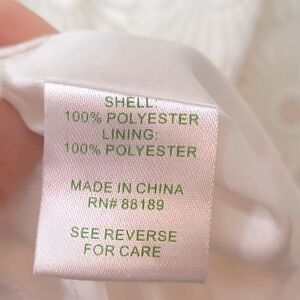 SHELL:
100% POLYESTER
LINING:
100% POLYESTER
MADE IN CHINA
RN# 88189
SEE REVERSE
FOR CARE